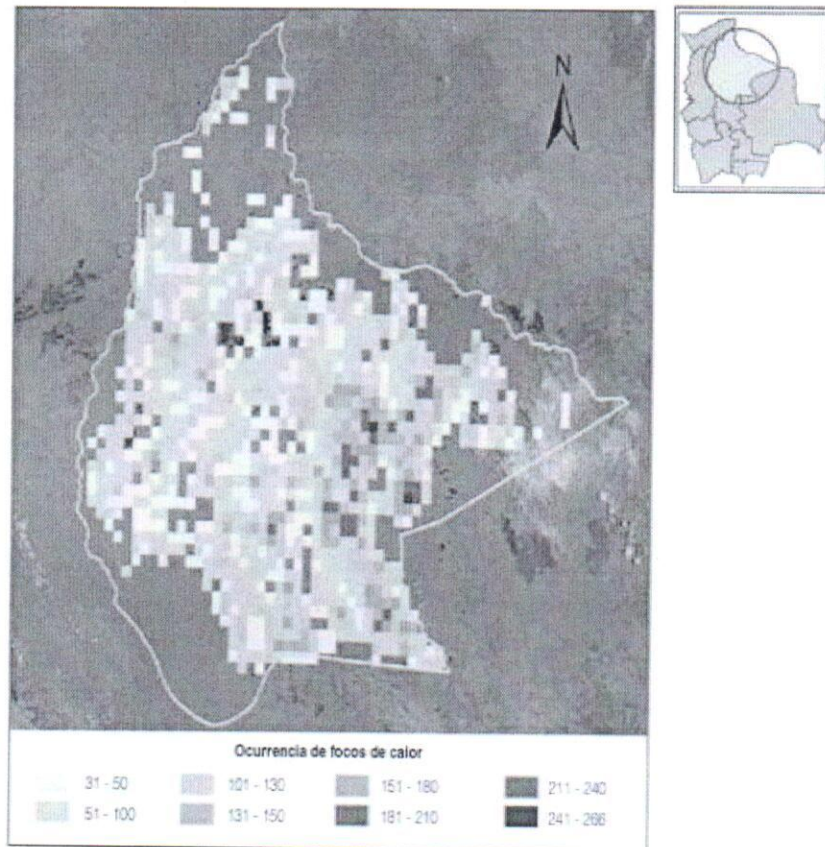 N
Ocurrencia de focos de calor
31 - 50 101 - 130 151 - 180 211 - 240
51 - 100 131 - 150 181 - 210 241 - 266